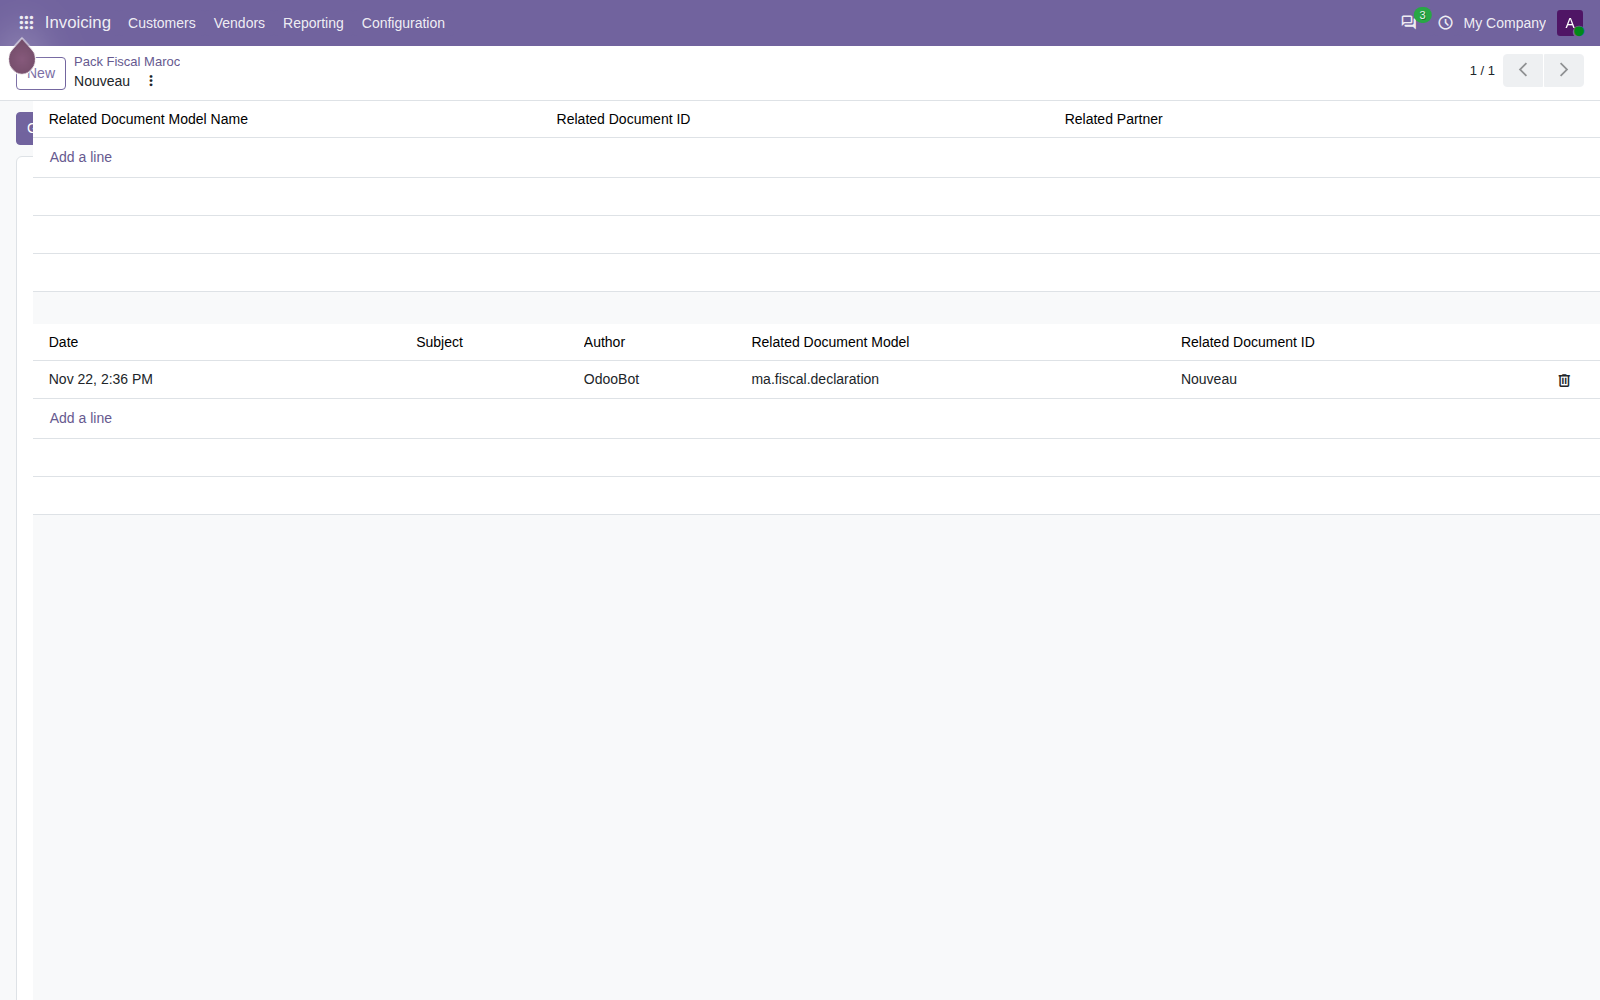 Invoicing Customers Vendors Reporting Configuration 3 My Company A
New Pack Fiscal Maroc
Nouveau
1 / 1
Related Document Model Name Related Document ID Related Partner
Add a line
Date Subject Author Related Document Model Related Document ID
Nov 22, 2:36 PM OdooBot ma.fiscal.declaration Nouveau
Add a line